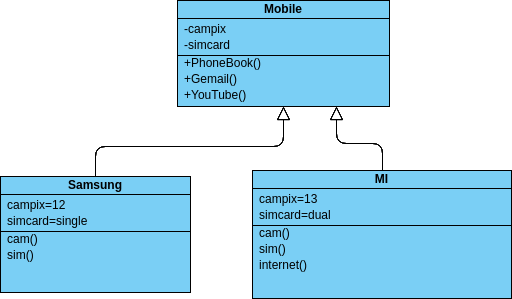 Mobile
-campix
-simcard
+PhoneBook()
+Gemail()
+YouTube()
Samsung
campix=12
simcard=single
cam()
sim()
MI
campix=13
simcard=dual
cam()
sim()
internet()